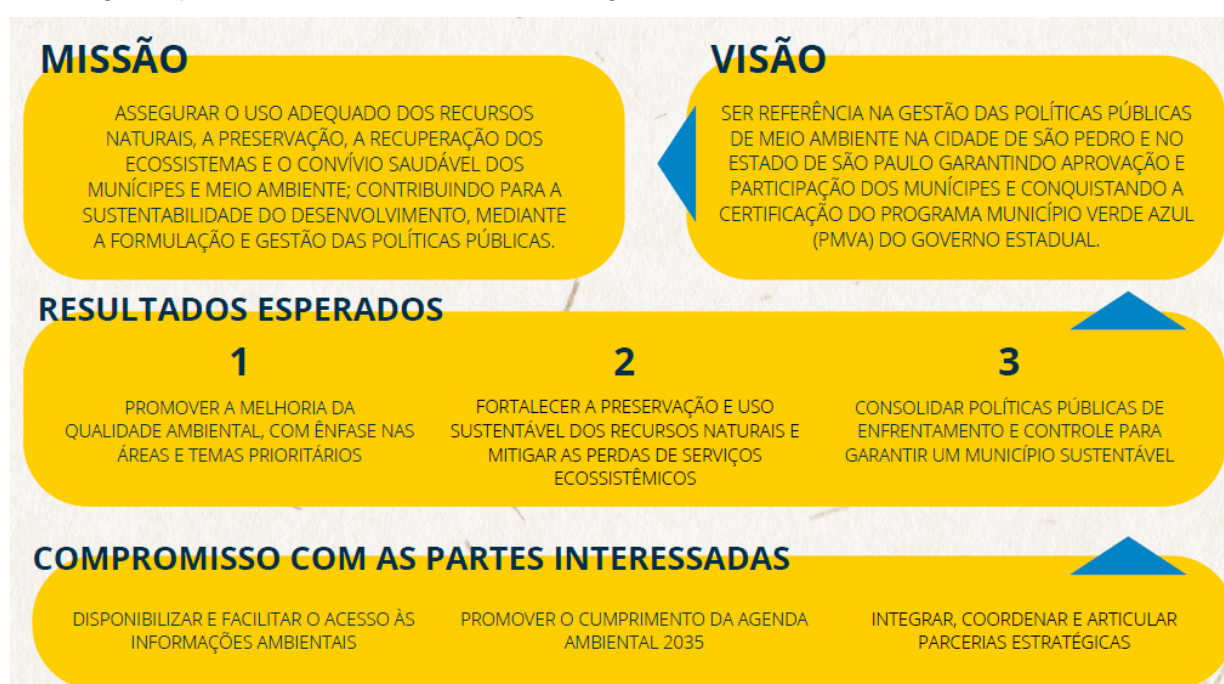 MISSÃO
ASSEGURAR O USO ADEQUADO DOS RECURSOS
NATURAIS, A PRESERVAÇÃO, A RECUPERAÇÃO DOS
ECOSSISTEMAS E O CONVÍVIO SAUDÁVEL DOS
MUNÍCIPES E MEIO AMBIENTE; CONTRIBUINDO PARA A
SUSTENTABILIDADE DO DESENVOLVIMENTO, MEDIANTE
A FORMULAÇÃO E GESTÃO DAS POLÍTICAS PÚBLICAS.
VISÃO
SER REFERÊNCIA NA GESTÃO DAS POLÍTICAS PÚBLICAS
DE MEIO AMBIENTE NA CIDADE DE SÃO PEDRO E NO
ESTADO DE SÃO PAULO GARANTINDO APROVAÇÃO E
PARTICIPAÇÃO DOS MUNÍCIPES E CONQUISTANDO A
CERTIFICAÇÃO DO PROGRAMA MUNICÍPIO VERDE AZUL
(PMVA) DO GOVERNO ESTADUAL.
RESULTADOS ESPERADOS
1
PROMOVER A MELHORIA DA
QUALIDADE AMBIENTAL, COM ÊNFASE NAS
ÁREAS E TEMAS PRIORITÁRIOS
2
FORTALECER A PRESERVAÇÃO E USO
SUSTENTÁVEL DOS RECURSOS NATURAIS E
MITIGAR AS PERDAS DE SERVIÇOS
ECOSSISTÊMICOS
3
CONSOLIDAR POLÍTICAS PÚBLICAS DE
ENFRENTAMENTO E CONTROLE PARA
GARANTIR UM MUNICÍPIO SUSTENTÁVEL
COMPROMISSO COM AS PARTES INTERESSADAS
DISPONIBILIZAR E FACILITAR O ACESSO ÀS
INFORMAÇÕES AMBIENTAIS
PROMOVER O CUMPRIMENTO DA AGENDA
AMBIENTAL 2035
INTEGRAR, COORDENAR E ARTICULAR
PARCERIAS ESTRATÉGICAS